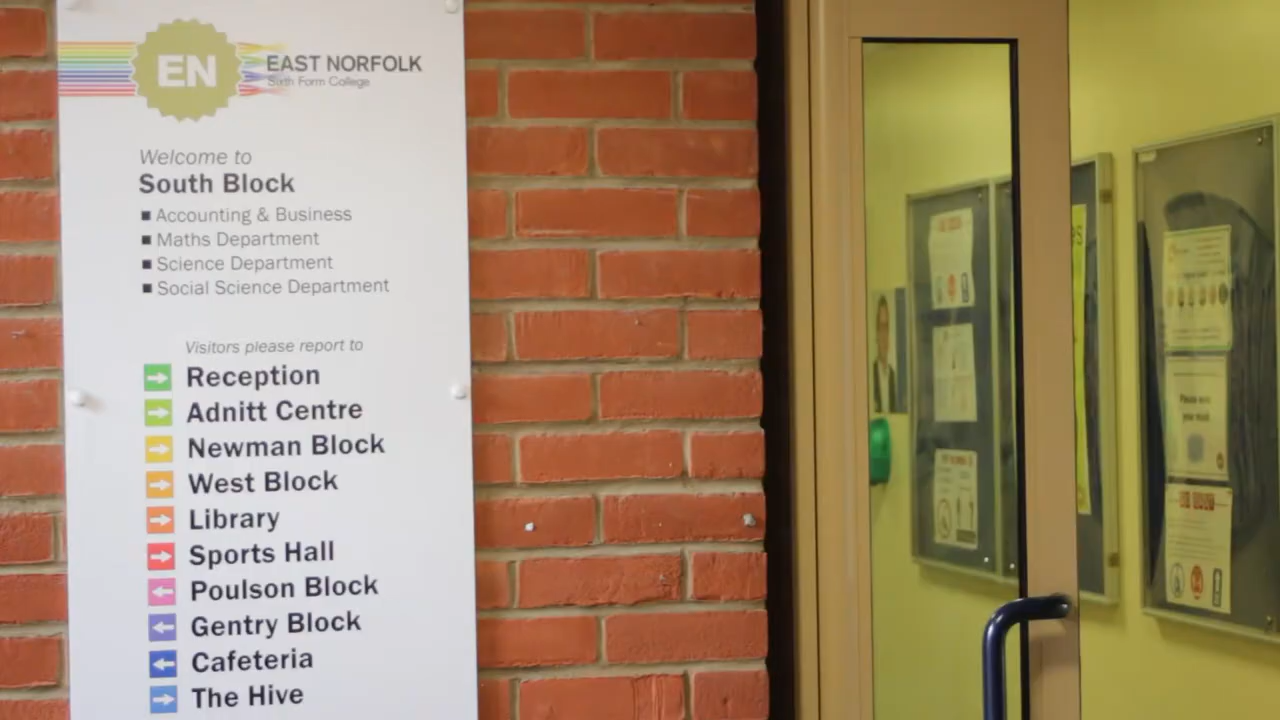 EN
EAST NORFOLK
Sixth Form College
Welcome to
South Block
Accounting & Business
Maths Department
Science Department
Social Science Department
Visitors please report to
Reception
Adnitt Centre
Newman Block
West Block
Library
Sports Hall
Poulson Block
Gentry Block
Cafeteria
The Hive